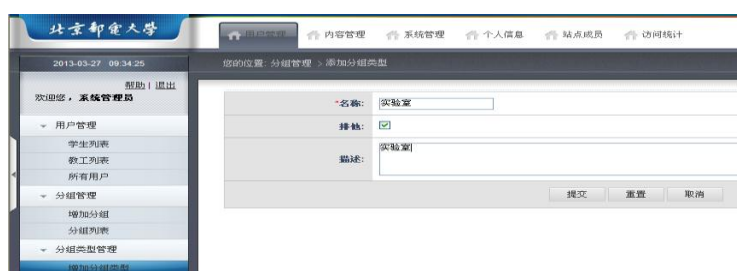 北京邮电大学
用户管理 内容管理 系统管理 个人信息 站点成员 访问统计
2013-03-27 09:34:25
您的位置: 分组管理 > 添加分组类型
帮助 | 退出
欢迎您，系统管理员
用户管理
学生列表
教工列表
所有用户
分组管理
增加分组
分组列表
分组类型管理
增加分组类型
*名称: 实验室
排他:
描述: 实验室
提交 重置 取消